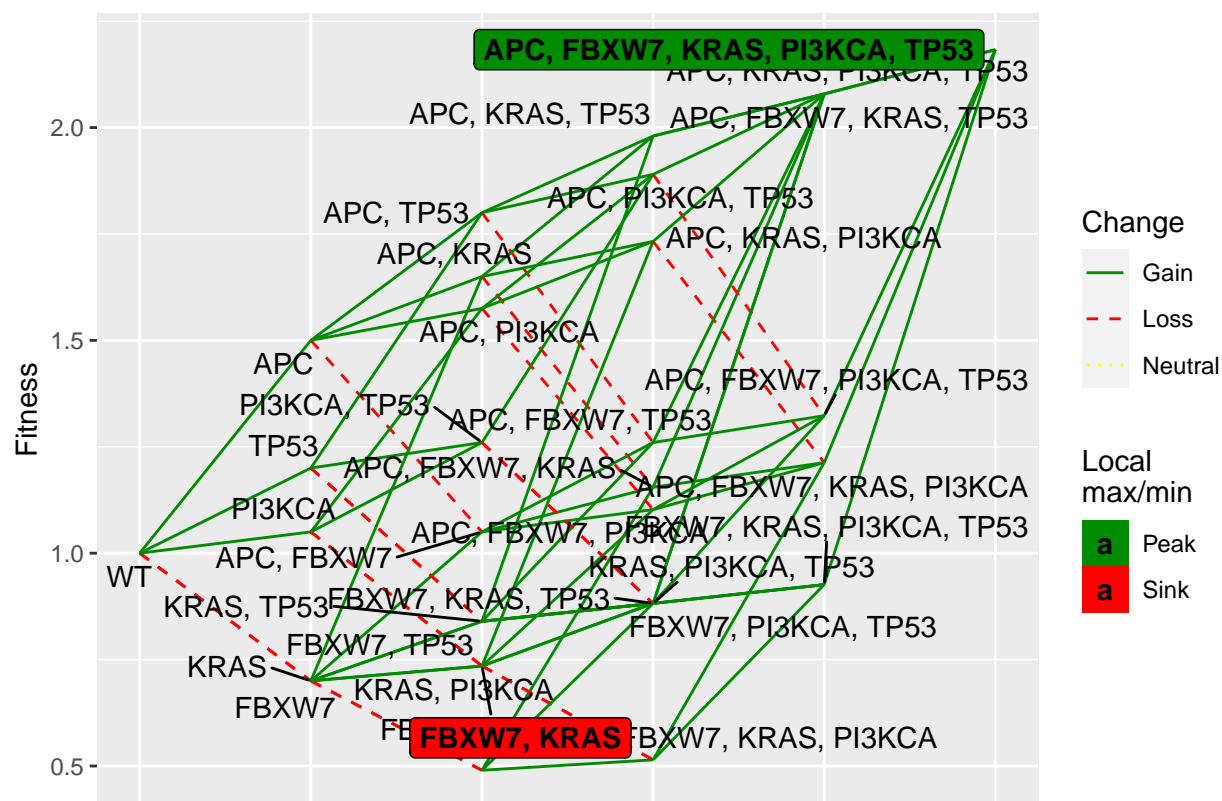 APC, FBXW7, KRAS, PI3KCA, TP53
APC, KRAS, PI3KCA, TP53
APC, KRAS, TP53
APC, FBXW7, KRAS, TP53
2.0
APC, PI3KCA, TP53
APC, TP53
APC, KRAS
APC, KRAS, PI3KCA
APC, PI3KCA
1.5
APC
APC, FBXW7, PI3KCA, TP53
PI3KCA, TP53
APC, FBXW7, TP53
TP53
APC, FBXW7, KRAS
APC, FBXW7, KRAS, PI3KCA
PI3KCA
APC, FBXW7, PI3KCA
FBXW7, KRAS, PI3KCA, TP53
1.0
APC, FBXW7
WT
KRAS, PI3KCA, TP53
KRAS, TP53
FBXW7, KRAS, TP53
FBXW7, PI3KCA, TP53
FBXW7, TP53
KRAS
KRAS, PI3KCA
FBXW7
FB
FBXW7, KRAS
FBXW7, KRAS, PI3KCA
0.5
Fitness
Change
Gain
Loss
Neutral
Local
max/min
a Peak
a Sink